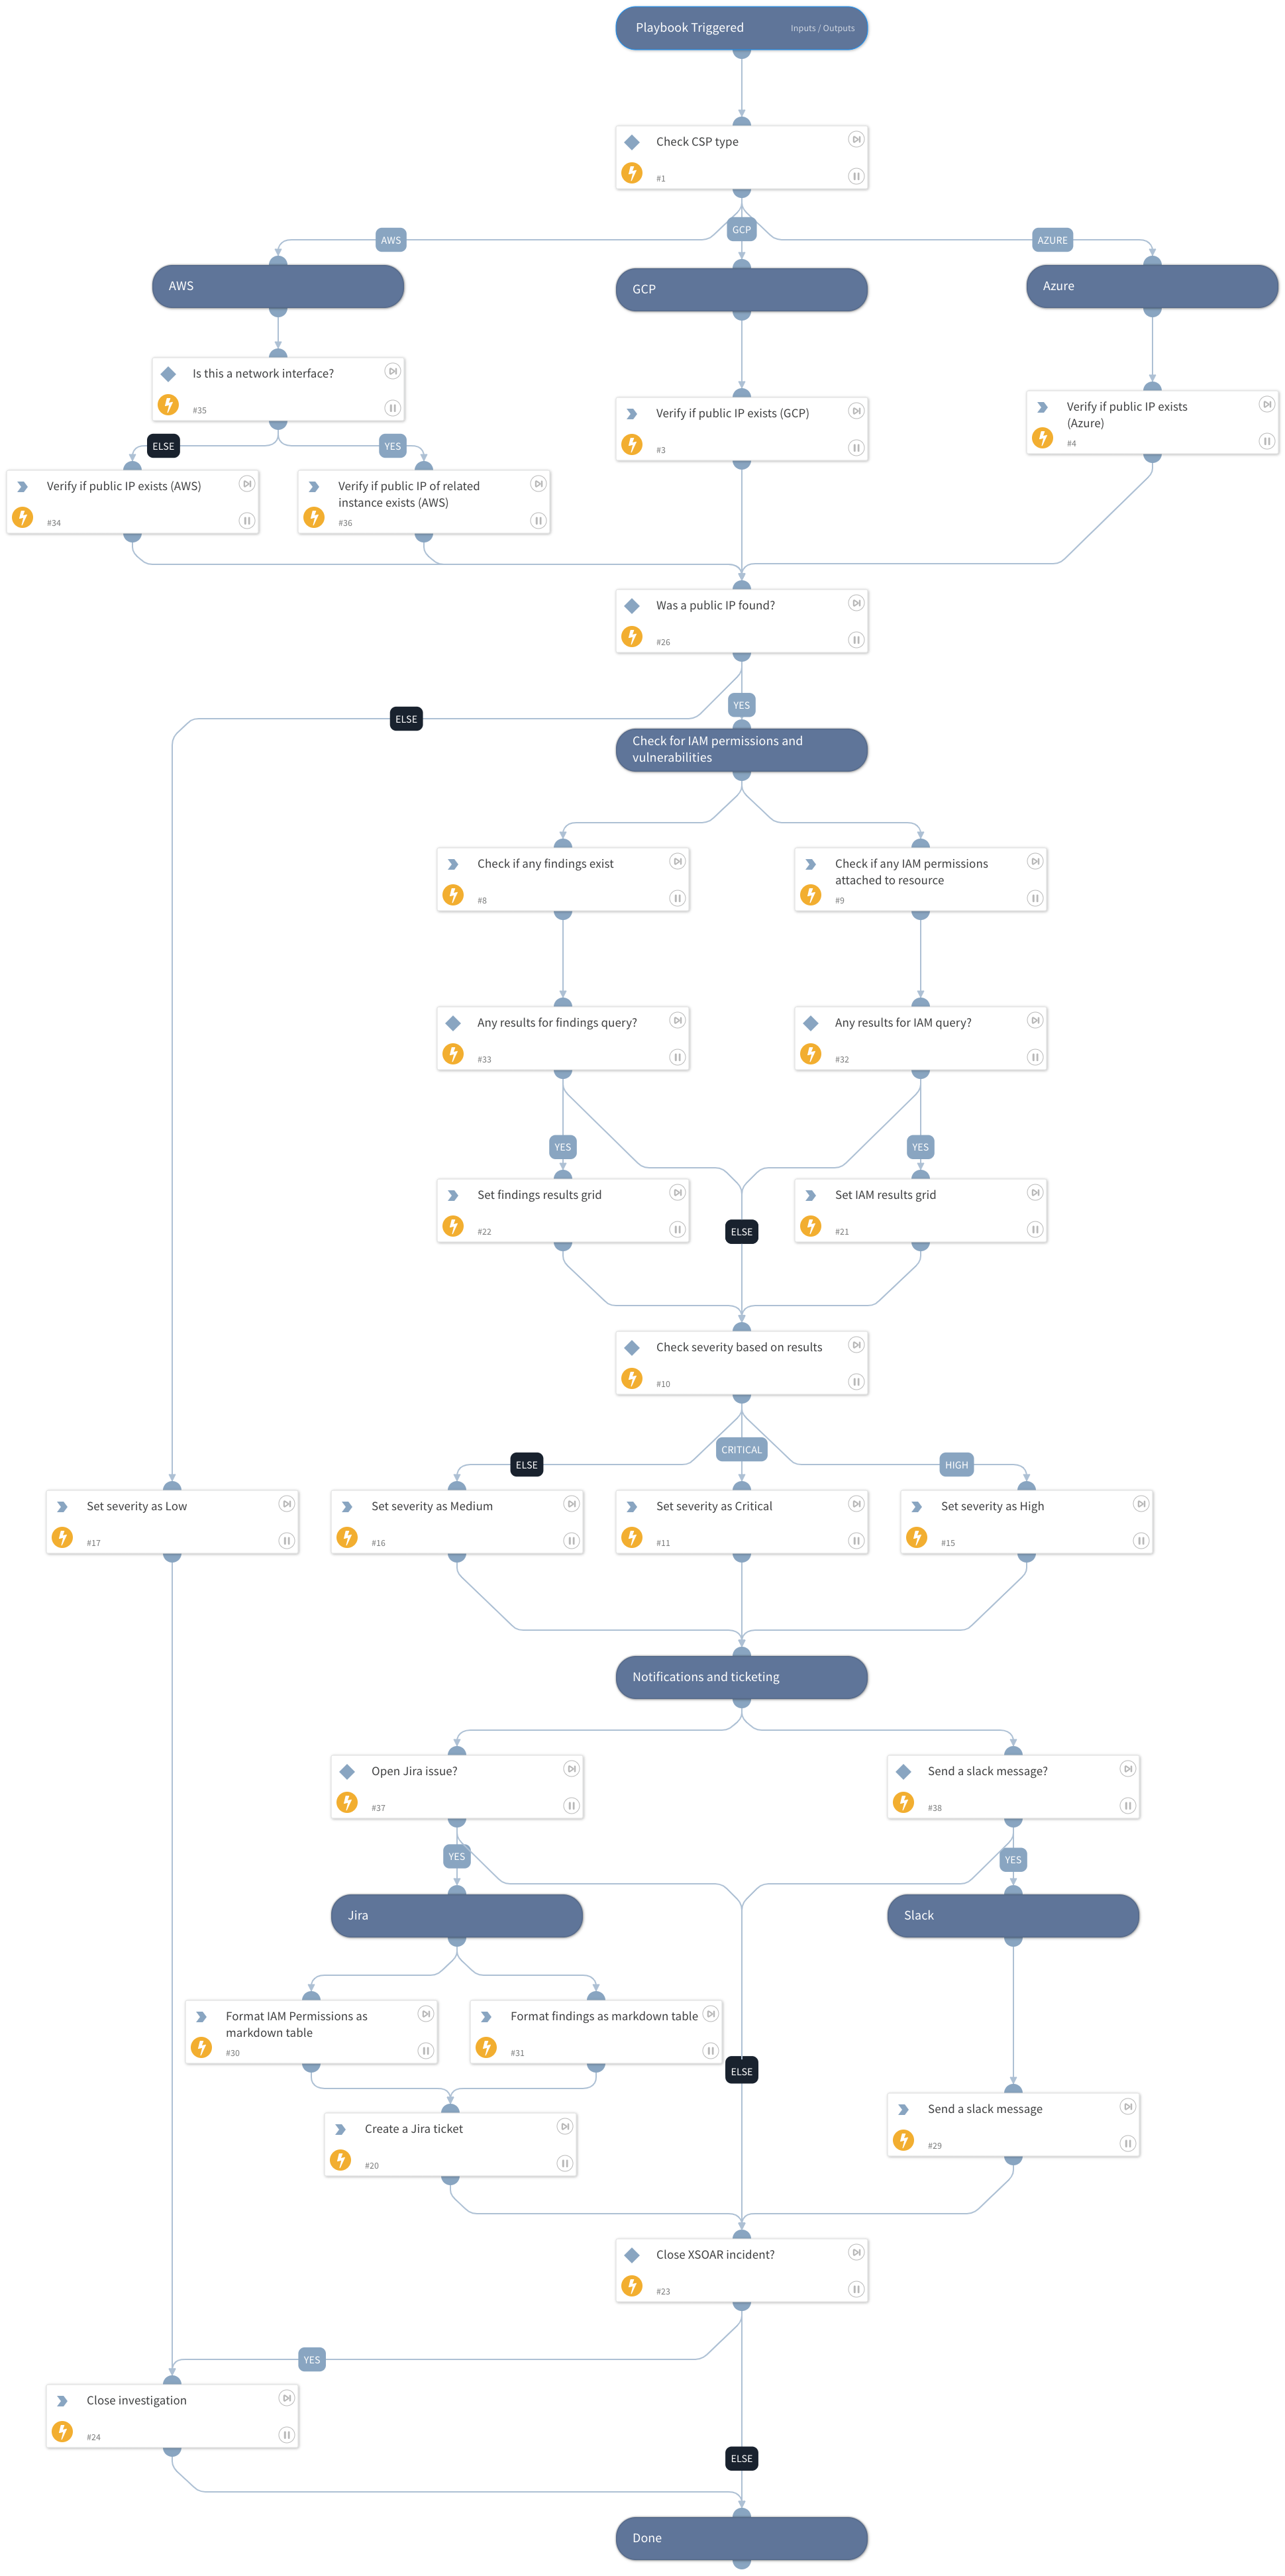 Playbook Triggered
Inputs / Outputs
Check CSP type
#1
AWS
GCP
AZURE
AWS
GCP
Azure
Is this a network interface?
#35
Verify if public IP exists (GCP)
#3
Verify if public IP exists
(Azure)
#4
ELSE
YES
Verify if public IP exists (AWS)
#34
Verify if public IP of related
instance exists (AWS)
#36
Was a public IP found?
#26
ELSE
YES
Check for IAM permissions and
vulnerabilities
Check if any findings exist
#8
Check if any IAM permissions
attached to resource
#9
Any results for findings query?
#33
Any results for IAM query?
#32
YES
YES
Set findings results grid
#22
ELSE
Set IAM results grid
#21
Check severity based on results
#10
ELSE
CRITICAL
HIGH
Set severity as Low
#17
Set severity as Medium
#16
Set severity as Critical
#11
Set severity as High
#15
Notifications and ticketing
Open Jira issue?
#37
Send a slack message?
#38
YES
YES
Jira
Slack
Format IAM Permissions as
markdown table
#30
Format findings as markdown table
#31
ELSE
Create a Jira ticket
#20
Send a slack message
#29
Close XSOAR incident?
#23
YES
Close investigation
#24
ELSE
Done